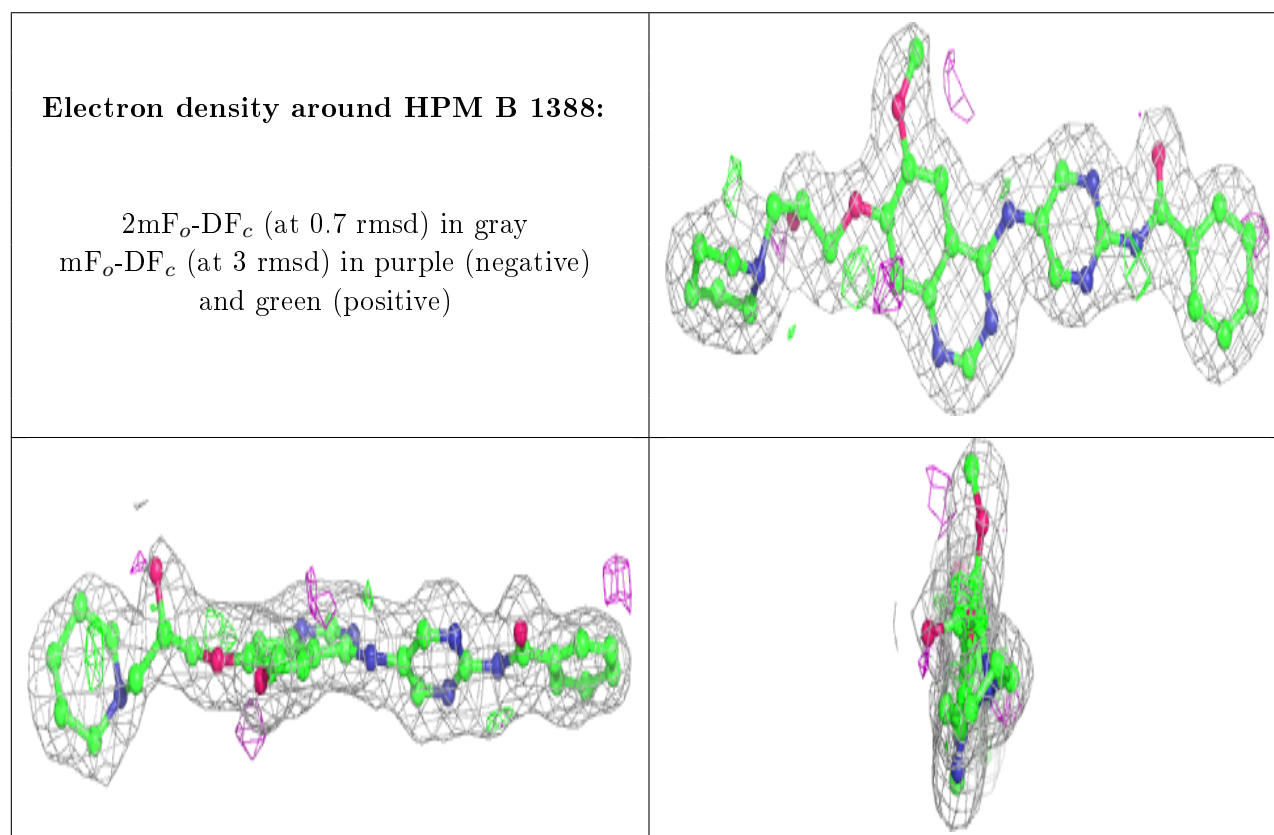 Electron density around HPM B 1388:
2mFo-DFc (at 0.7 rmsd) in gray
mFo-DFc (at 3 rmsd) in purple (negative)
and green (positive)